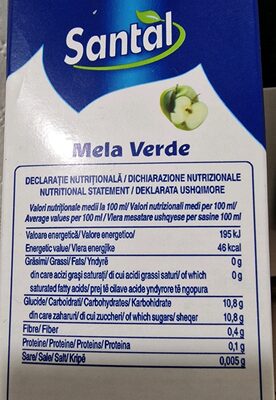 Santal
Mela Verde
DECLARAȚIE NUTRIȚIONALĂ / DICHIARAZIONE NUTRIZIONALE
NUTRITIONAL STATEMENT / DEKLARATA USHQIMORE
Valori nutriționale medii la 100 ml/ Valori nutrizionali medi per 100 ml/
Average values per 100 ml / Vlera mesatare ushqyese per sasine 100 ml
Valoare energetică/ Valore energetico/ 195 kJ
Energetic value/ Vlera energjike 46 kcal
Grăsimi/ Grassi/ Fats/ Yndyrë 0 g
din care acizi grași saturați/ di cui acidi grassi saturi/ of which 0 g
saturated fatty acids/ prej të cilave acide yndyrore të ngopura
Glucide/ Carboidrati/ Carbohydrates/ Karbohidrate 10,8 g
din care zaharuri/ di cui zuccheri/ of which sugars/ sheqer 10,8 g
Fibre/ Fiber 0,4 g
Proteine/ Proteine/ Proteins/ Proteina 0,1 g
Sare/ Sale/ Salt/ Kripë 0,005 g